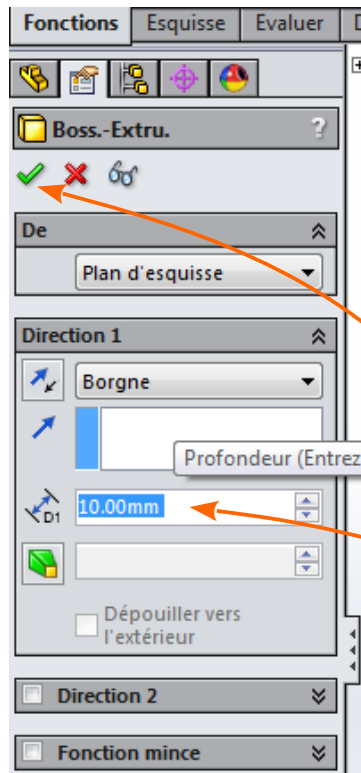 Fonctions Esquisse Evaluer
Boss.-Extru. ?
De
Plan d'esquisse
Direction 1
Borgne
Profondeur (Entrez
D1 10.00mm
Dépouiller vers
l'extérieur
Direction 2
Fonction mince